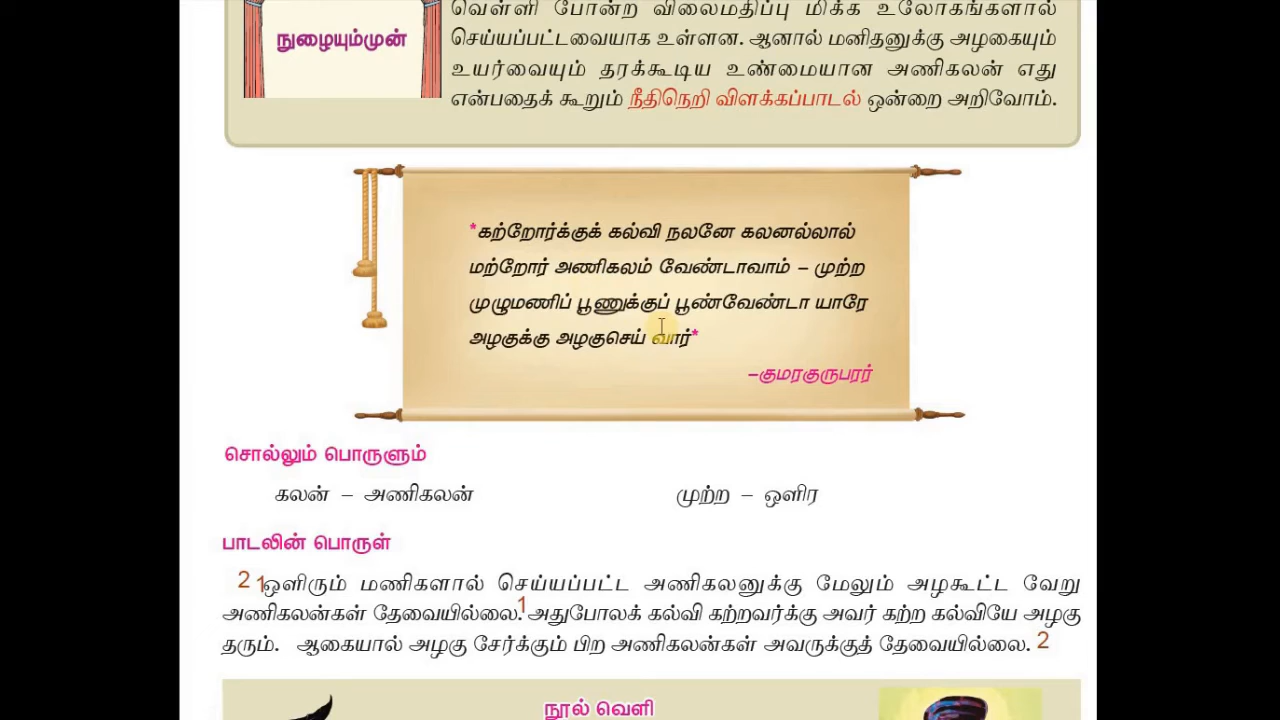 வெள்ளி போன்ற விலைமதிப்பு மிக்க உலோகங்களால்
நுழையும்முன்
செய்யப்பட்டவையாக உள்ளன. ஆனால் மனிதனுக்கு அழகையும்
உயர்வையும் தரக்கூடிய உண்மையான அணிகலன் எது
என்பதைக் கூறும் நீதிநெறி விளக்கப்பாடல் ஒன்றை அறிவோம்.
*கற்றோர்க்குக் கல்வி நலனே கலனல்லால்
மற்றோர் அணிகலம் வேண்டாவாம் – முற்ற
முழுமணிப் பூணுக்குப் பூண்வேண்டா யாரே
அழகுக்கு அழகுசெய் வார்*
–குமரகுருபரர்
சொல்லும் பொருளும்
கலன் – அணிகலன் முற்ற – ஒளிர
பாடலின் பொருள்
2 1ஒளிரும் மணிகளால் செய்யப்பட்ட அணிகலனுக்கு மேலும் அழகூட்ட வேறு
அணிகலன்கள் தேவையில்லை.1 அதுபோலக் கல்வி கற்றவர்க்கு அவர் கற்ற கல்வியே அழகு
தரும். ஆகையால் அழகு சேர்க்கும் பிற அணிகலன்கள் அவருக்குத் தேவையில்லை. 2
நூல் வெளி